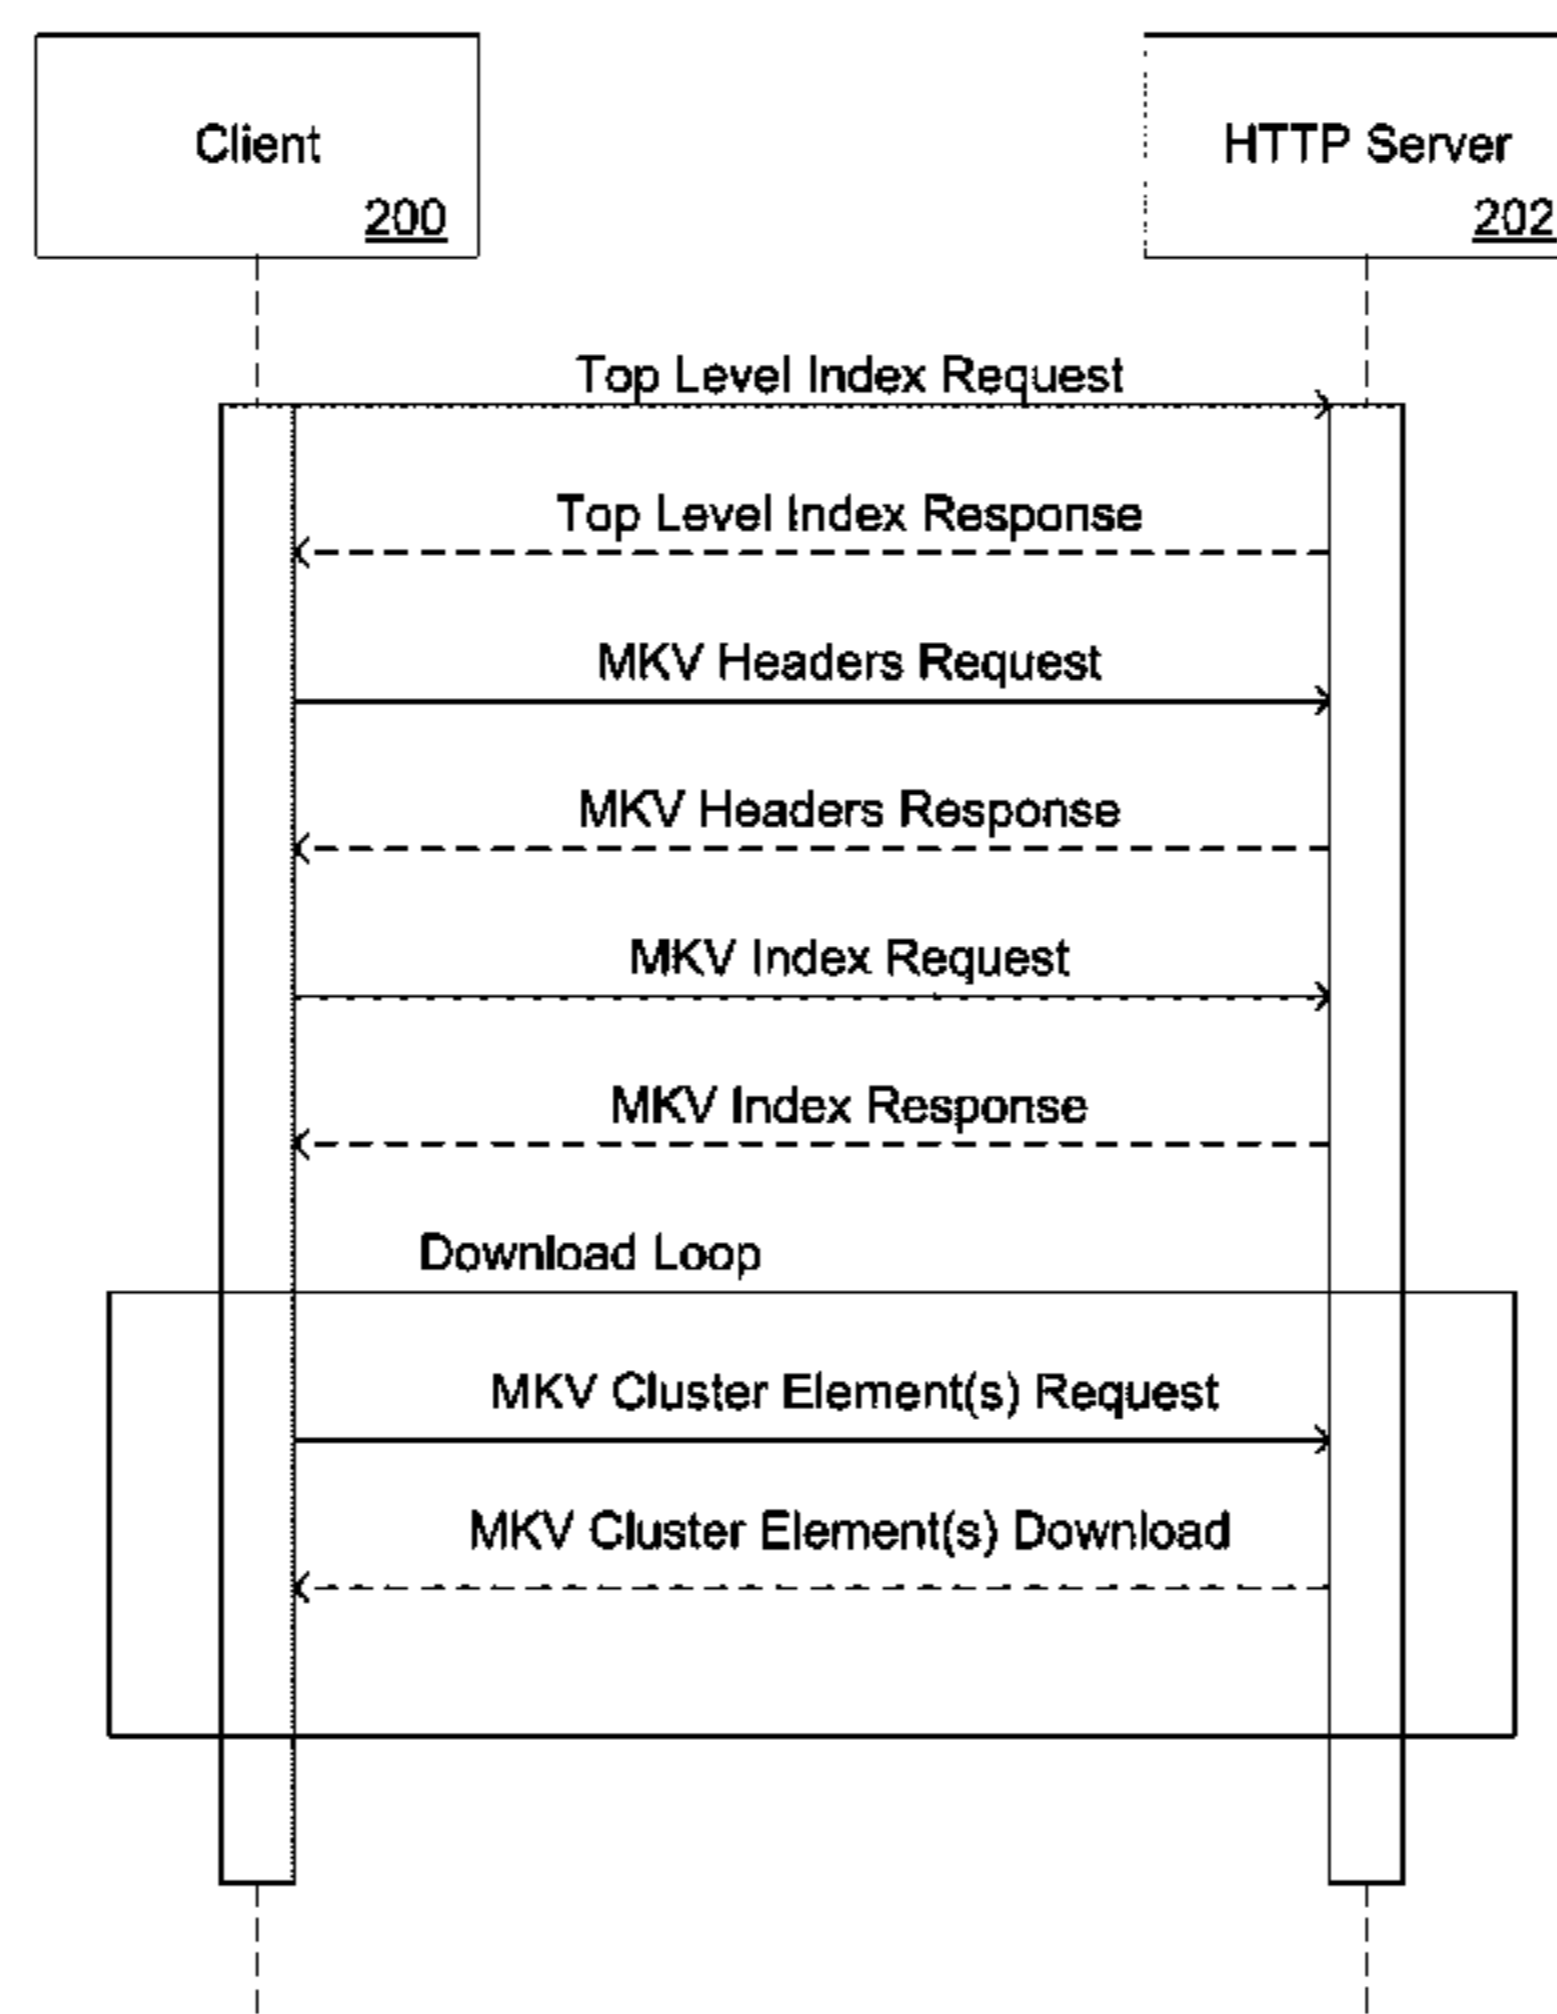 Client
200
HTTP Server
202
Top Level Index Request
Top Level Index Response
MKV Headers Request
MKV Headers Response
MKV Index Request
MKV Index Response
Download Loop
MKV Cluster Element(s) Request
MKV Cluster Element(s) Download